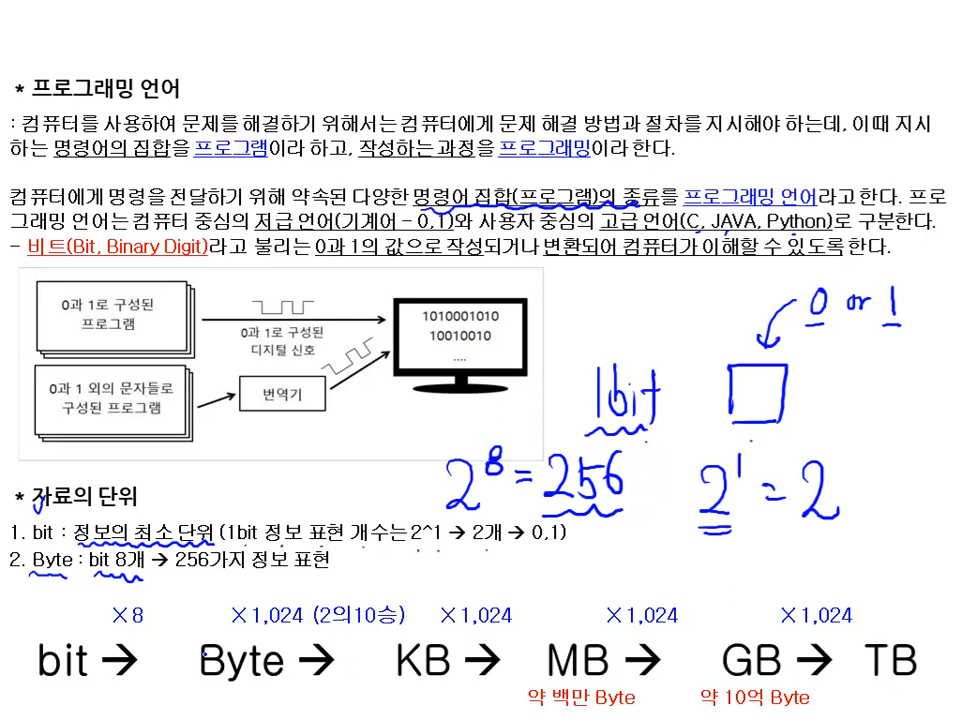 * 프로그래밍 언어
: 컴퓨터를 사용하여 문제를 해결하기 위해서는 컴퓨터에게 문제 해결 방법과 절차를 지시해야 하는데, 이때 지시
하는 명령어의 집합을 프로그램이라 하고, 작성하는 과정을 프로그래밍이라 한다.
컴퓨터에게 명령을 전달하기 위해 약속된 다양한 명령어 집합(프로그램)의 종류를 프로그래밍 언어라고 한다. 프로
그래밍 언어는 컴퓨터 중심의 저급 언어(기계어 – 0,1)와 사용자 중심의 고급 언어(C, JAVA, Python)로 구분한다.
– 비트(Bit, Binary Digit)라고 불리는 0과 1의 값으로 작성되거나 변환되어 컴퓨터가 이해할 수 있도록 한다.
0과 1로 구성된
프로그램
0과 1로 구성된
디지털 신호
1010001010
10010010
....
0과 1 외의 문자들로
구성된 프로그램
번역기
0 or 1
1bit
2^8 = 256
2^1 = 2
* 자료의 단위
1. bit : 정보의 최소 단위 (1bit 정보 표현 개수는 2^1 → 2개 → 0,1)
2. Byte : bit 8개 → 256가지 정보 표현
×8 ×1,024 (2의10승) ×1,024 ×1,024 ×1,024
bit → Byte → KB → MB → GB → TB
약 백만 Byte 약 10억 Byte